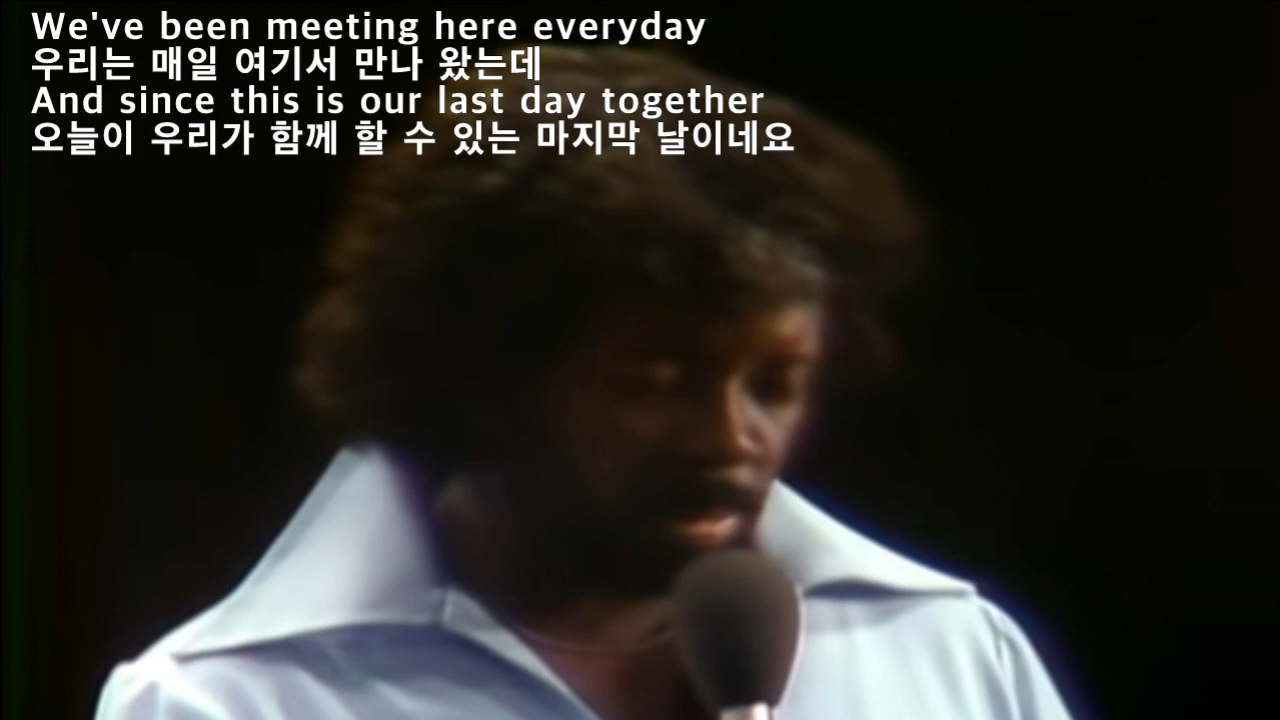 We've been meeting here everyday
우리는 매일 여기서 만나 왔는데
And since this is our last day together
오늘이 우리가 함께 할 수 있는 마지막 날이네요